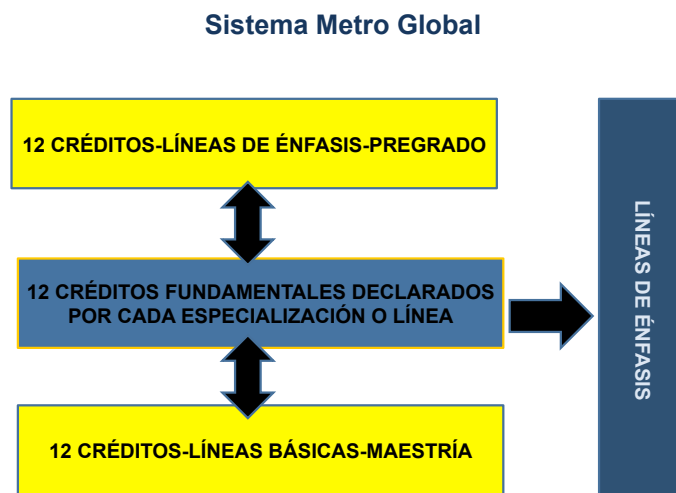 Sistema Metro Global
12 CRÉDITOS-LÍNEAS DE ÉNFASIS-PREGRADO
12 CRÉDITOS FUNDAMENTALES DECLARADOS
POR CADA ESPECIALIZACIÓN O LÍNEA
12 CRÉDITOS-LÍNEAS BÁSICAS-MAESTRÍA
LÍNEAS DE ÉNFASIS